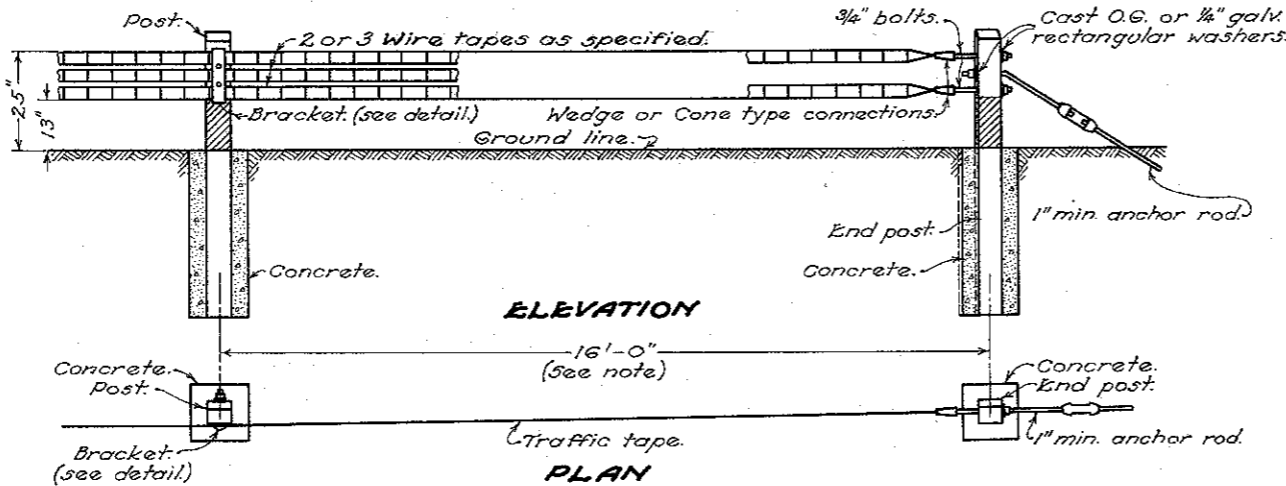 Post.
3/4" bolts.
Cast O.G. or 1/4" galv.
rectangular washers.
2 or 3 Wire tapes as specified.
25"
13"
Bracket. (see detail.)
Wedge or Cone type connections.
Ground line.
1" min. anchor rod.
End post.
Concrete.
Concrete.
ELEVATION
16'-0"
(see note)
Concrete.
Post.
Concrete.
End post.
Traffic tape.
1" min. anchor rod.
Bracket.
(see detail.)
PLAN